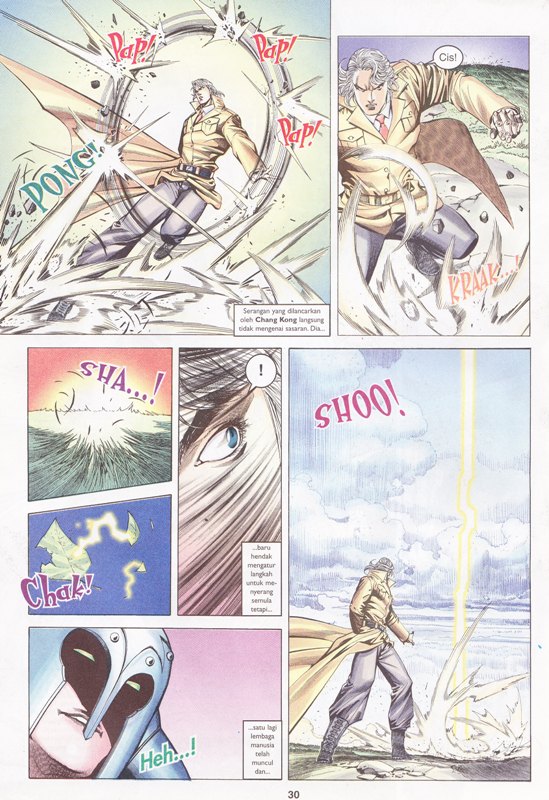 Pap!
Pap!
Pap!
PONG!
Serangan yang dilancarkan
oleh Chang Kong langsung
tidak mengenai sasaran. Dia...
Cis!
KRAAK....!
SHA....!
Chak!
!
...baru
hendak
mengatur
langkah
untuk me-
nyerang
semula
tetapi...
Heh...!
...satu lagi
lembaga
manusia
telah
muncul
dan...
SHOO!
30